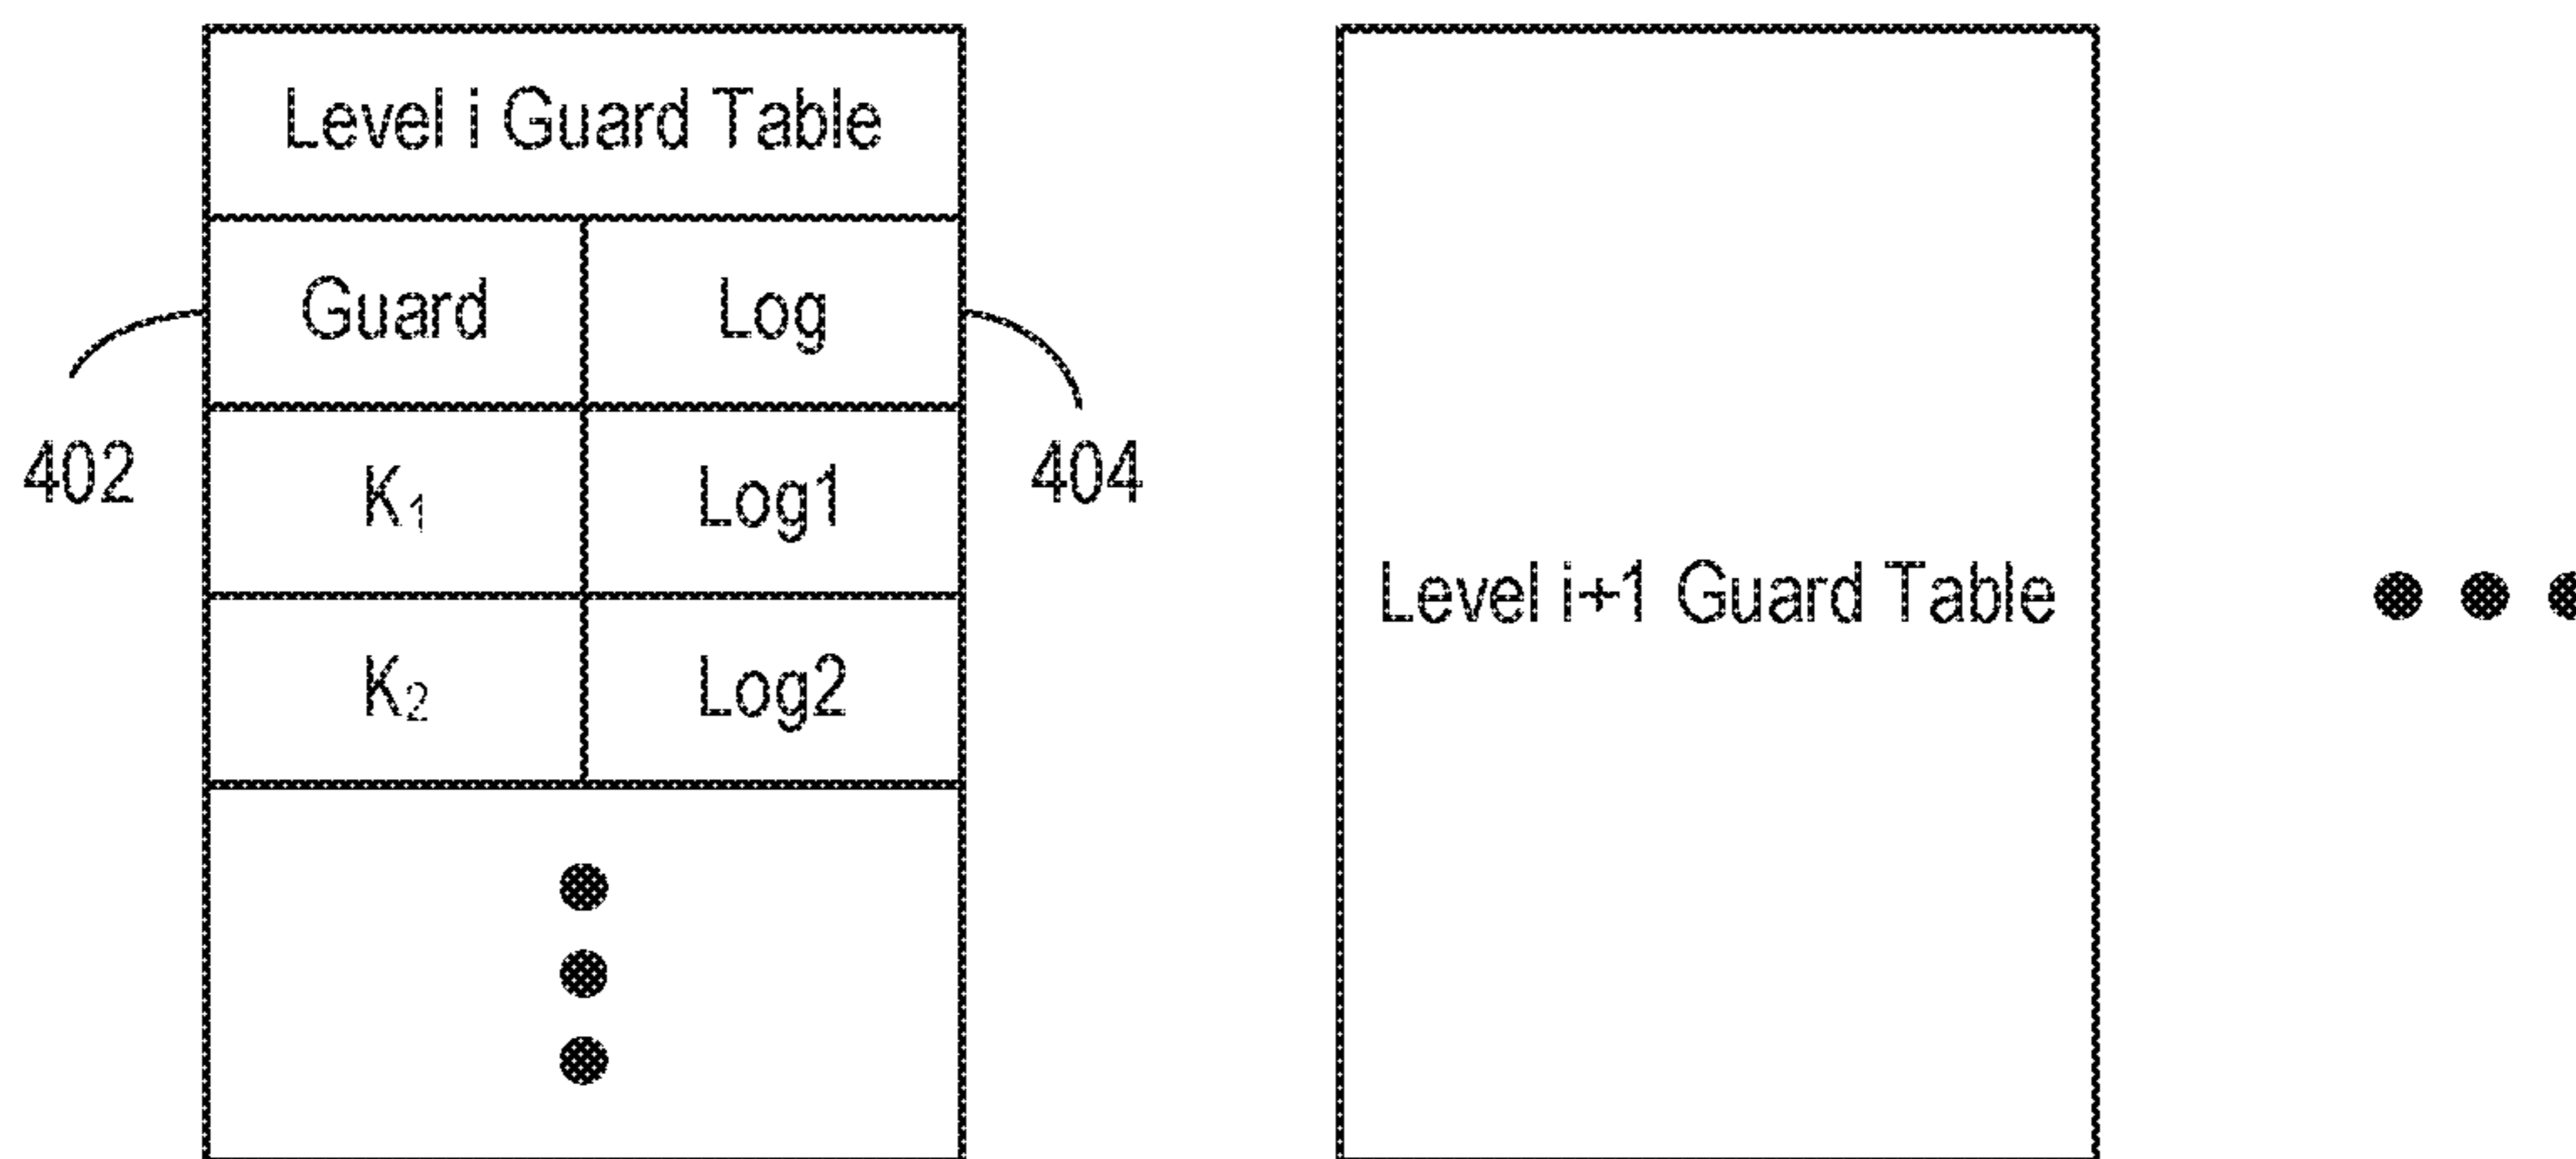 Level i Guard Table
Guard Log
402
K₁ Log1
404
K₂ Log2
Level i+1 Guard Table